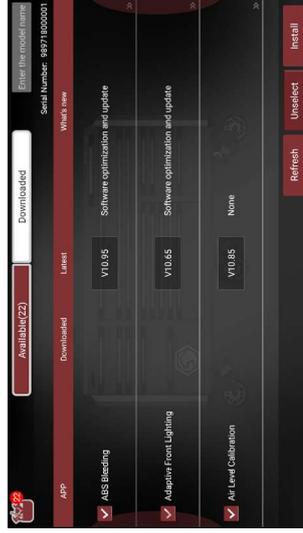 22
Available(22)
Downloaded
Enter the model name
Serial Number: 989718000001
APP
Downloaded
Latest
What's new
ABS Bleeding
V10.95
Software optimization and update
Adaptive Front Lighting
V10.65
Software optimization and update
Air Level Calibration
V10.85
None
Refresh
Unselect
Install